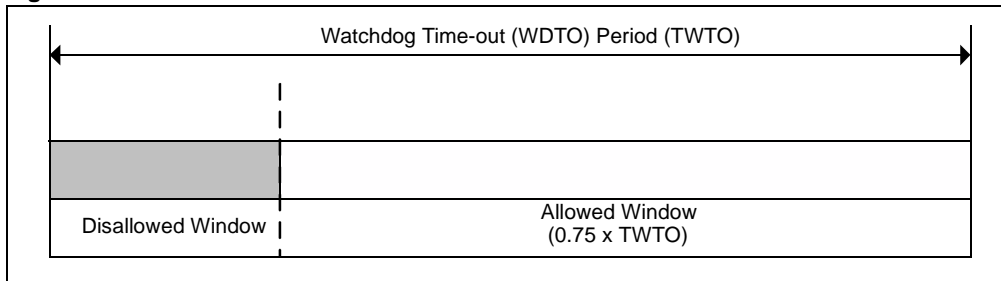 Watchdog Time-out (WDTO) Period (TWTO)
Disallowed Window
Allowed Window
(0.75 x TWTO)